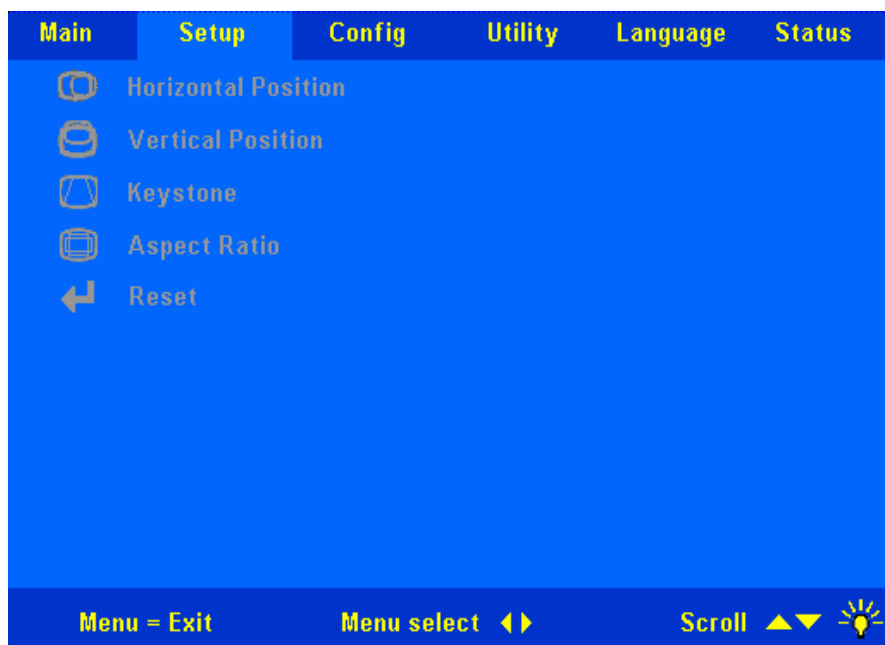 Main Setup Config Utility Language Status
Horizontal Position
Vertical Position
Keystone
Aspect Ratio
Reset
Menu = Exit Menu select Scroll